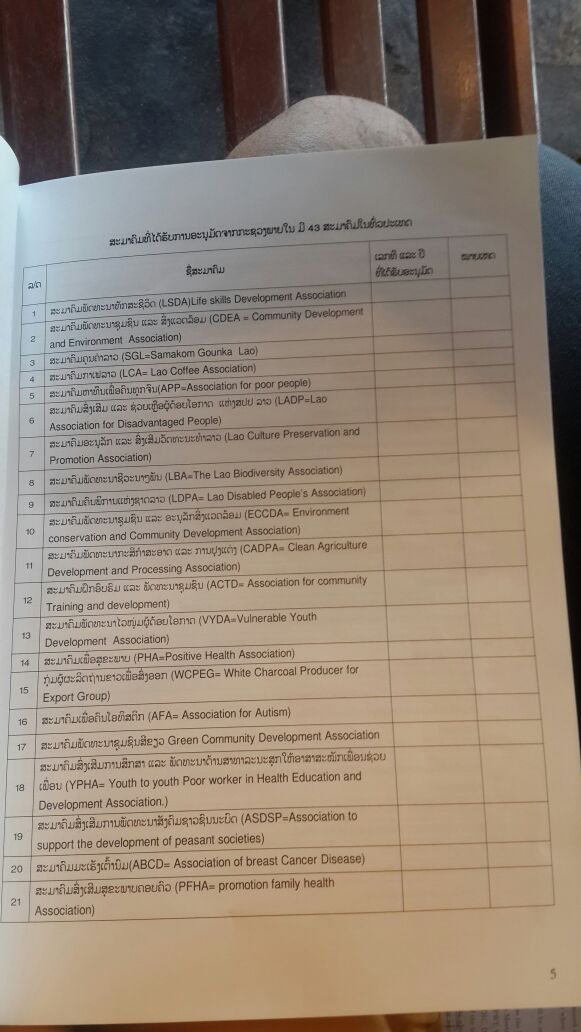 ສະມາຄົມທີ່ໄດ້ຮັບການອະນຸມັດຈາກກະຊວງພາຍໃນ ມີ 43 ສະມາຄົມໃນທົ່ວປະເທດ
ລ/ດ ຊື່ສະມາຄົມ ເລກທີ ແລະ ປີ ໝາຍເຫດ
ທີ່ໄດ້ຮັບອະນຸມັດ
1 ສະມາຄົມພັດທະນາທັກສະຊີວິດ (LSDA)Life skills Development Association
2 ສະມາຄົມພັດທະນາຊຸມຊົນ ແລະ ສິ່ງແວດລ້ອມ (CDEA = Community Development
and Environment Association)
3 ສະມາຄົມກຸນຄ່າລາວ (SGL=Samakom Gounka Lao)
4 ສະມາຄົມກາເຟລາວ (LCA= Lao Coffee Association)
5 ສະມາຄົມຫາທຶນເພື່ອຄົນທຸກຈົນ(APP=Association for poor people)
6 ສະມາຄົມສົ່ງເສີມ ແລະ ຊ່ວຍເຫຼືອຜູ້ດ້ອຍໂອກາດ ແຫ່ງສປປ ລາວ (LADP=Lao
Association for Disadvantaged People)
7 ສະມາຄົມອະນຸລັກ ແລະ ສົ່ງເສີມວັດທະນະທຳລາວ (Lao Culture Preservation and
Promotion Association)
8 ສະມາຄົມພັດທະນາຊີວະນາໆພັນ (LBA=The Lao Biodiversity Association)
9 ສະມາຄົມຄົນພິການແຫ່ງຊາດລາວ (LDPA= Lao Disabled People's Association)
10 ສະມາຄົມພັດທະນາຊຸມຊົນ ແລະ ອະນຸລັກສິ່ງແວດລ້ອມ (ECCDA= Environment
conservation and Community Development Association)
11 ສະມາຄົມພັດທະນາກະສິກຳສະອາດ ແລະ ການປຸງແຕ່ງ (CADPA= Clean Agriculture
Development and Processing Association)
12 ສະມາຄົມຝຶກອົບຮົມ ແລະ ພັດທະນາຊຸມຊົນ (ACTD= Association for community
Training and development)
13 ສະມາຄົມພັດທະນາໄວໜຸ່ມຜູ້ດ້ອຍໂອກາດ (VYDA=Vulnerable Youth
Development Association)
14 ສະມາຄົມເພື່ອສຸຂະພາບ (PHA=Positive Health Association)
15 ກຸ່ມຜູ້ຜະລິດຖ່ານຂາວເພື່ອສົ່ງອອກ (WCPEG= White Charcoal Producer for
Export Group)
16 ສະມາຄົມເພື່ອຄົນໂອທິສຕິກ (AFA= Association for Autism)
17 ສະມາຄົມພັດທະນາຊຸມຊົນສີຂຽວ Green Community Development Association
18 ສະມາຄົມສົ່ງເສີມການສຶກສາ ແລະ ພັດທະນາດ້ານສາທາລະນະສຸກໃຫ້ອາສາສະໝັກເພື່ອນຊ່ວຍ
ເພື່ອນ (YPHA= Youth to youth Poor worker in Health Education and
Development Association.)
19 ສະມາຄົມສົ່ງເສີມການພັດທະນາສັງຄົມຊາວຊົນນະບົດ (ASDSP=Association to
support the development of peasant societies)
20 ສະມາຄົມມະເຮັງເຕົ້ານົມ(ABCD= Association of breast Cancer Disease)
21 ສະມາຄົມສົ່ງເສີມສຸຂະພາບຄອບຄົວ (PFHA= promotion family health
Association)
5